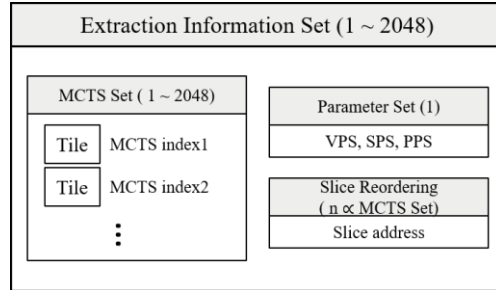 Extraction Information Set (1 ~ 2048)
MCTS Set ( 1 ~ 2048)
Tile MCTS index1
Tile MCTS index2
⋮
Parameter Set (1)
VPS, SPS, PPS
Slice Reordering
( n ∝ MCTS Set)
Slice address